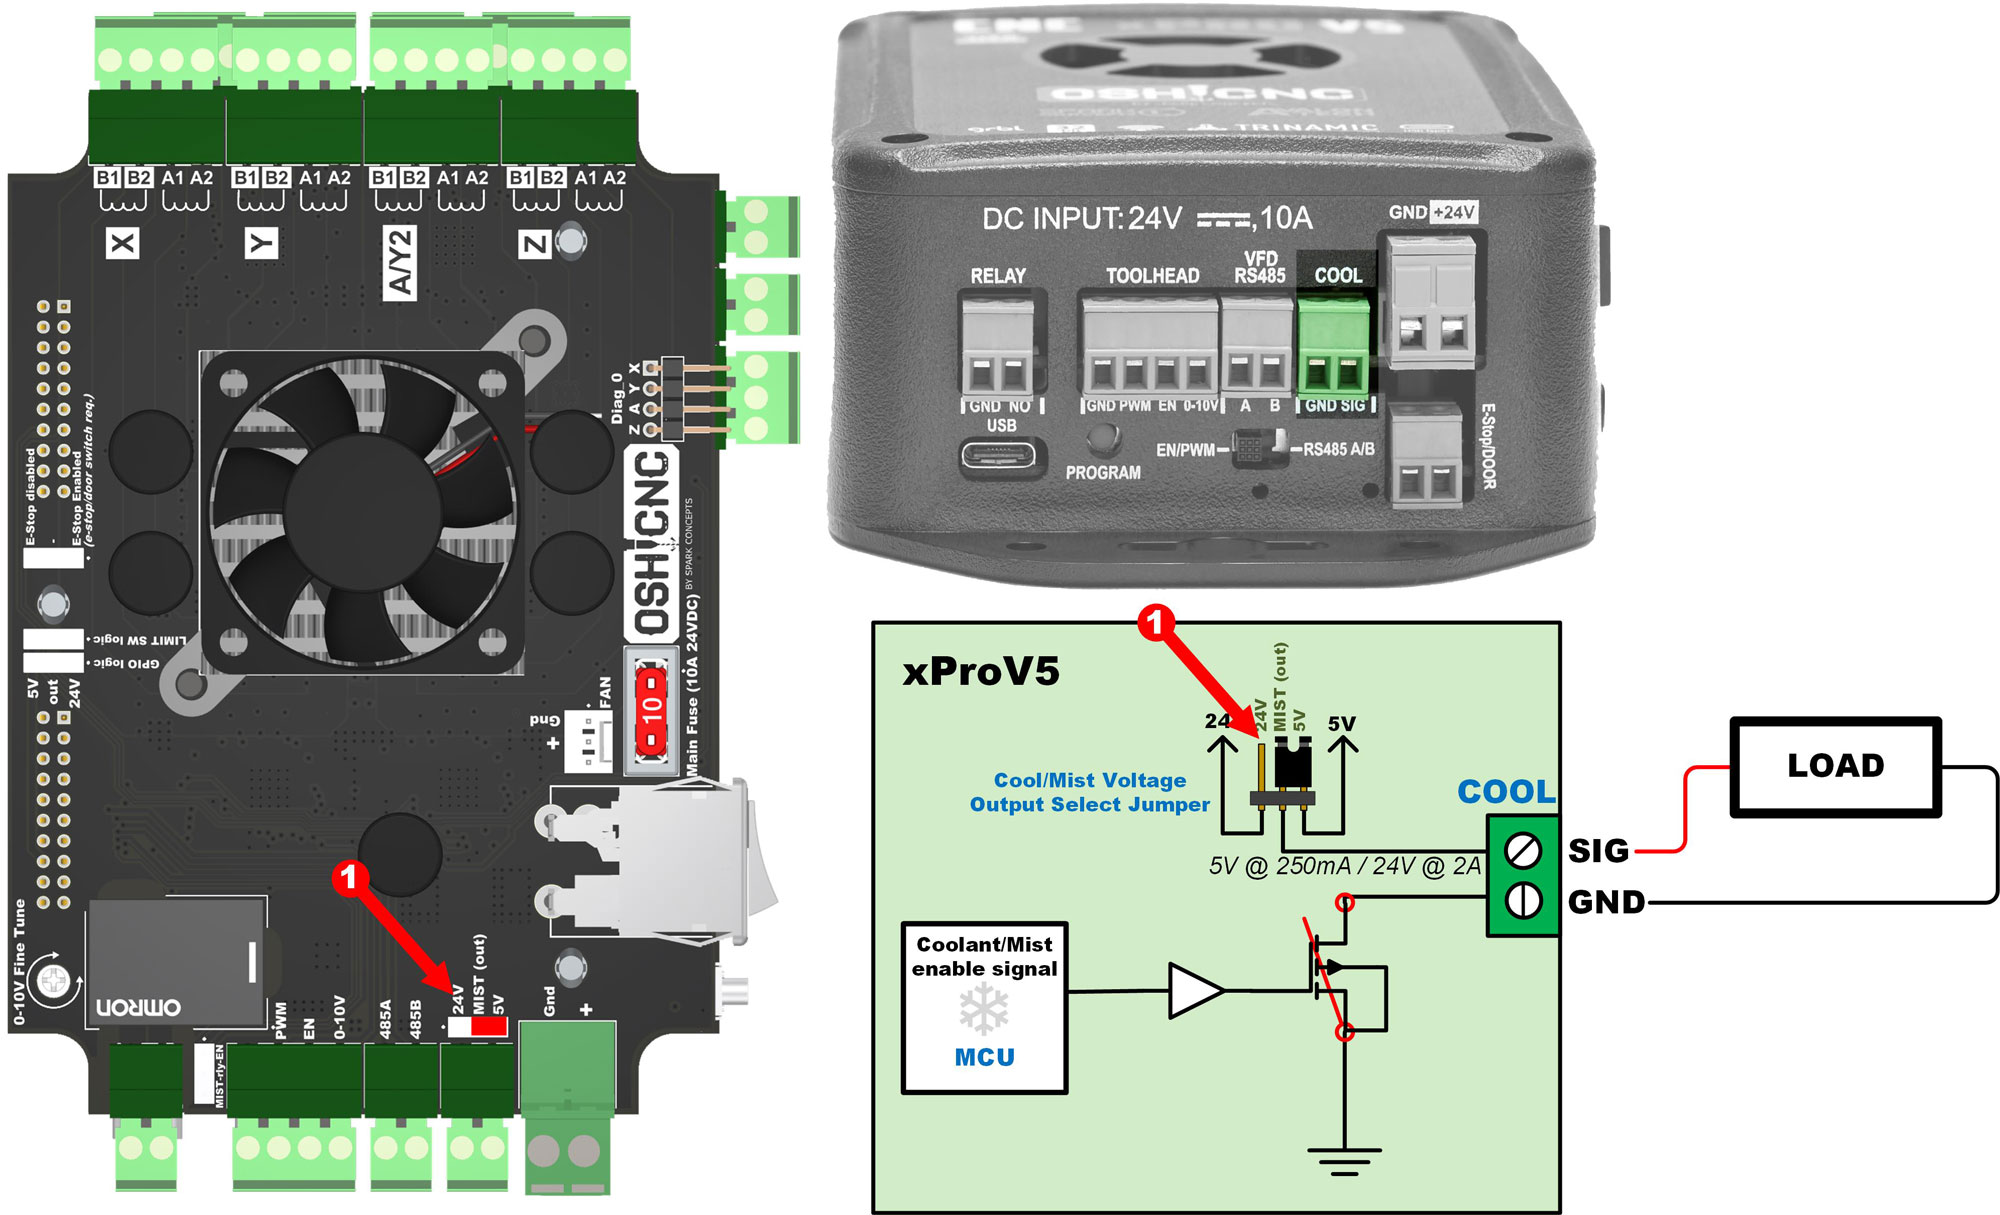 B1 B2 A1 A2 B1 B2 A1 A2 B1 B2 A1 A2 B1 B2 A1 A2
X
Y
A/Y2
Z
Diag_0
X
Y
A
Z
E-Stop disabled
-
E-Stop Enabled
(e-stop/door switch req.)
OSHCNC
BY SPARK CONCEPTS
LIMIT SW logic
GPIO logic
5V
out
24V
Gnd
+
FAN
10
Main Fuse (10A 24VDC)
1
0-10V Fine Tune
OMRON
MIST-rly-EN
PWM
EN
0-10V
485A
485B
24V
MIST (out)
5V
Gnd
+
CNC V5
OSHCNC
grbl
TRINAMIC
DC INPUT: 24V ,10A
GND +24V
RELAY
TOOLHEAD
VFD
RS485
COOL
GND NO
GND PWM EN 0-10V
A B
GND SIG
USB
PROGRAM
EN/PWM
RS485 A/B
E-Stop/DOOR
1
xProV5
24V
MIST (out)
5V
24
5V
Cool/Mist Voltage
Output Select Jumper
5V @ 250mA / 24V @ 2A
COOL
SIG
GND
LOAD
Coolant/Mist
enable signal
MCU